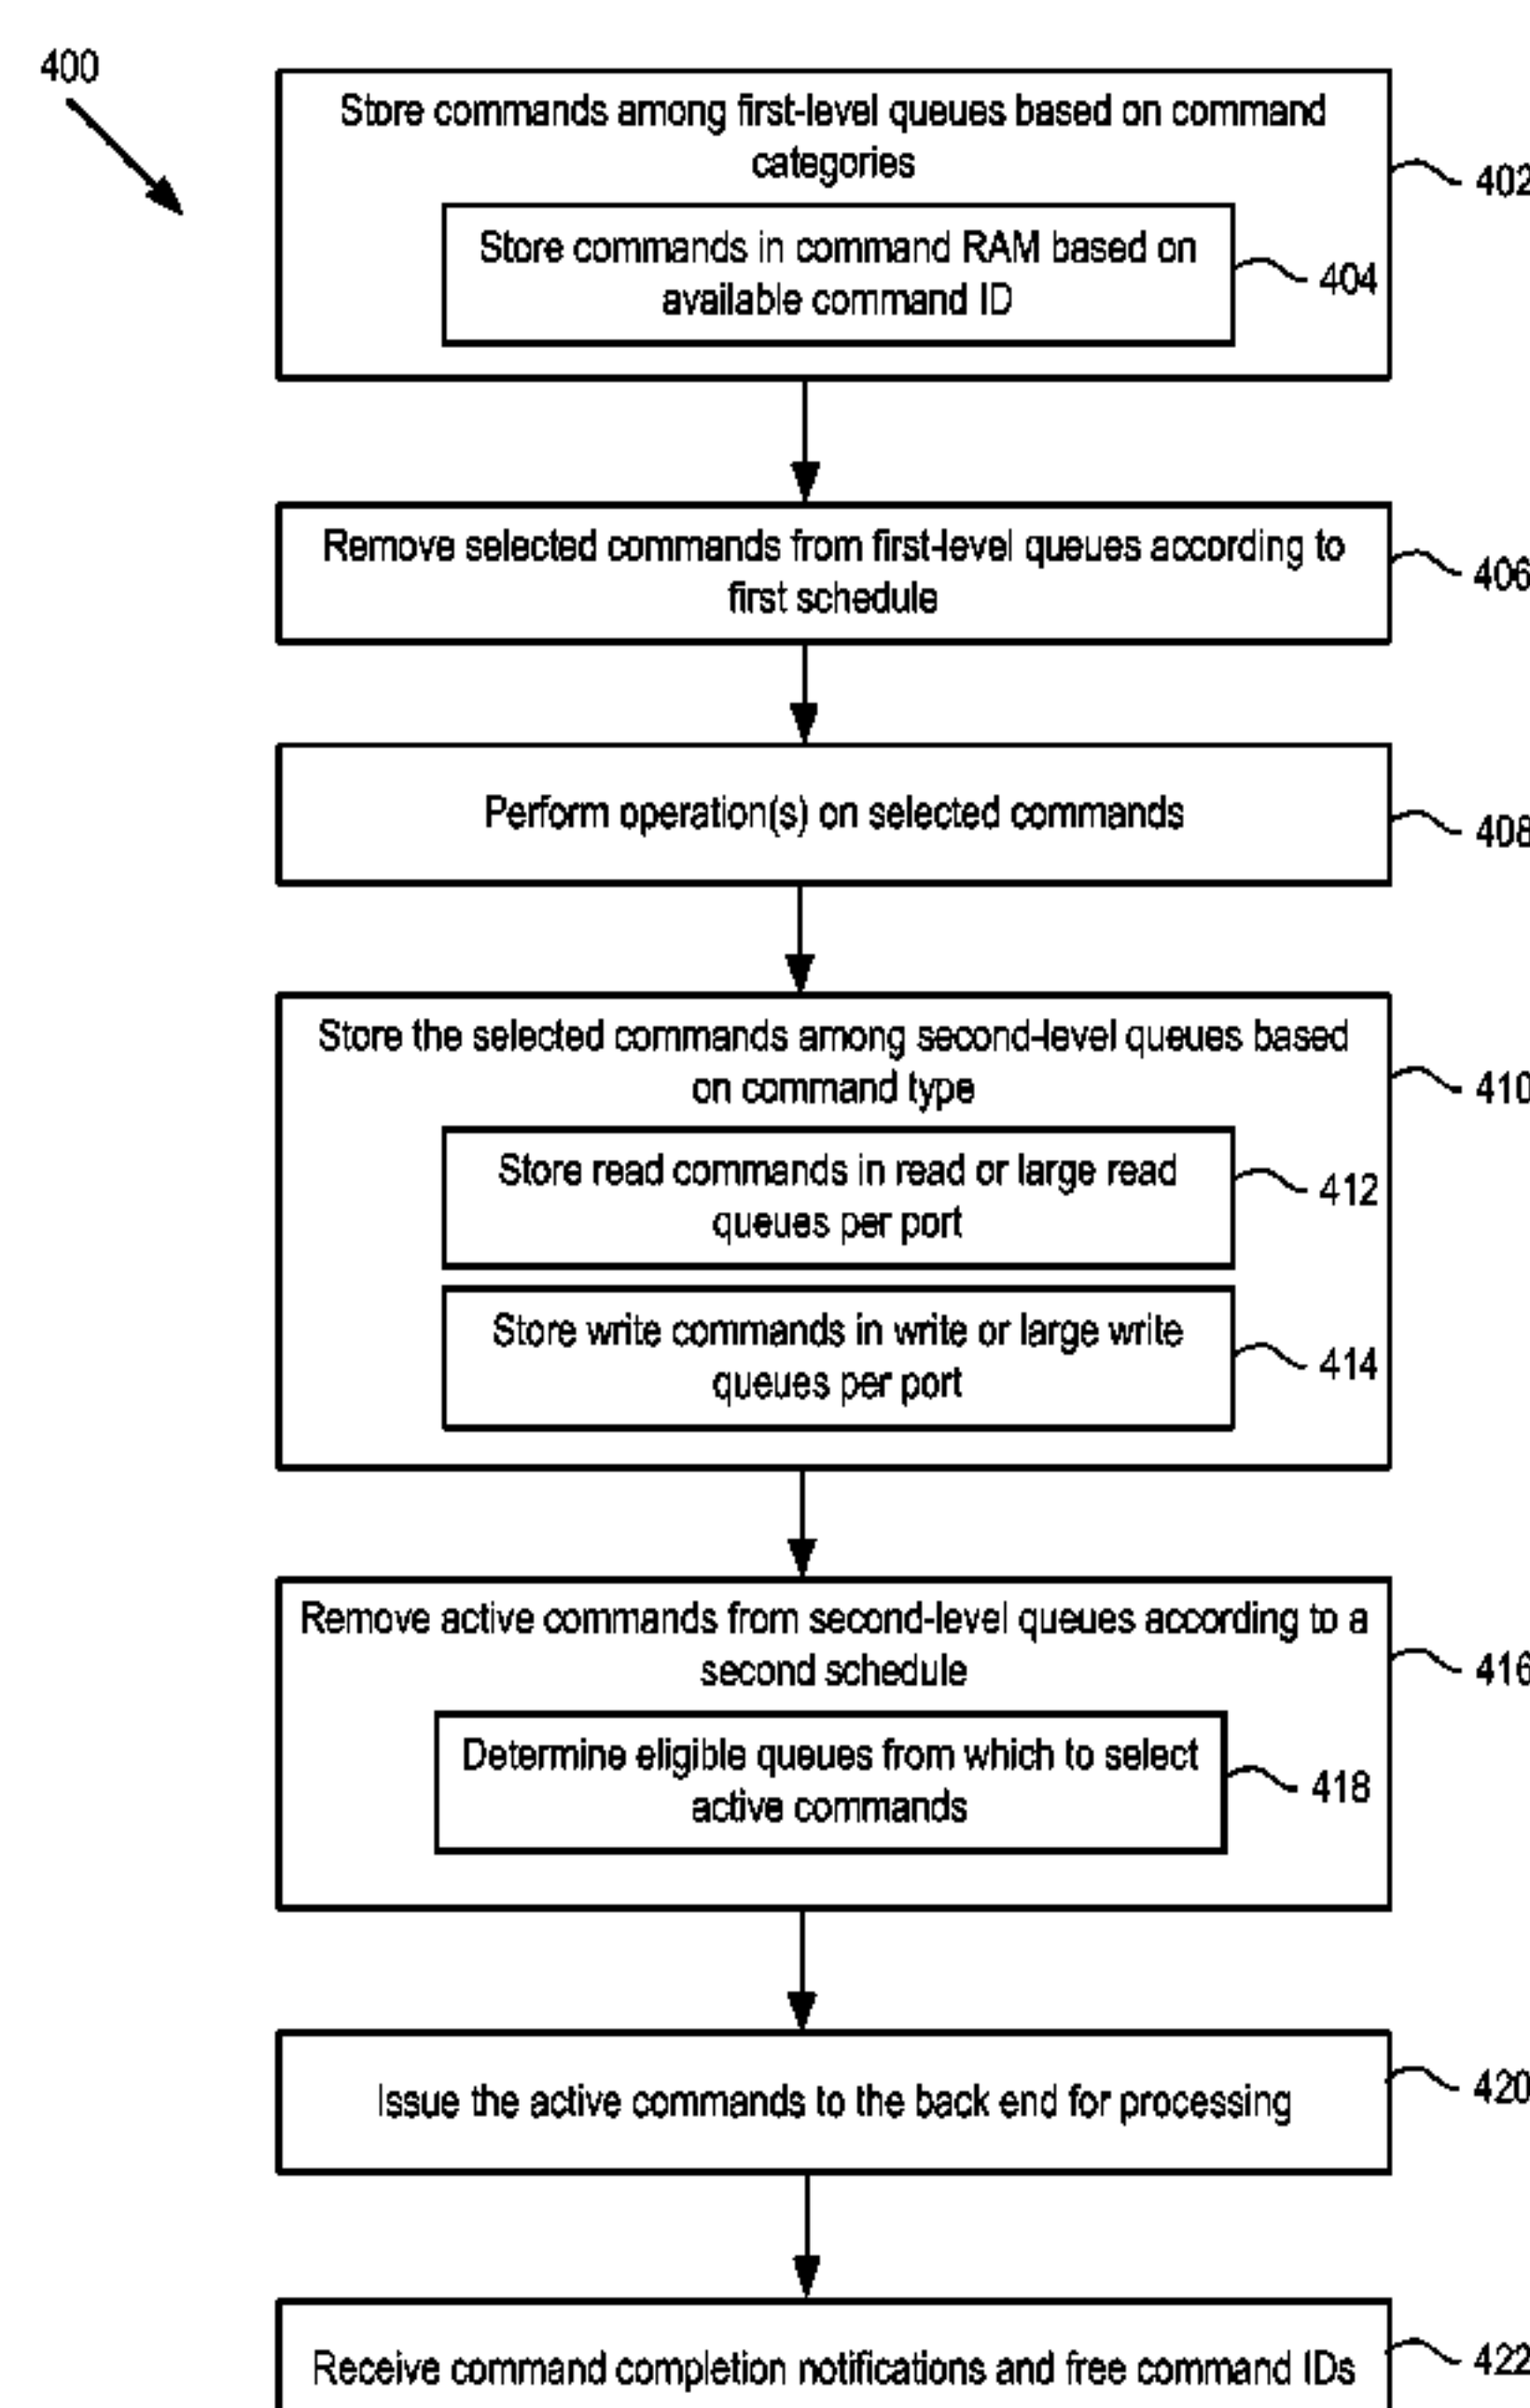 400
Store commands among first-level queues based on command
categories
402
Store commands in command RAM based on
available command ID
404
Remove selected commands from first-level queues according to
first schedule
406
Perform operation(s) on selected commands
408
Store the selected commands among second-level queues based
on command type
410
Store read commands in read or large read
queues per port
412
Store write commands in write or large write
queues per port
414
Remove active commands from second-level queues according to a
second schedule
416
Determine eligible queues from which to select
active commands
418
Issue the active commands to the back end for processing
420
Receive command completion notifications and free command IDs
422